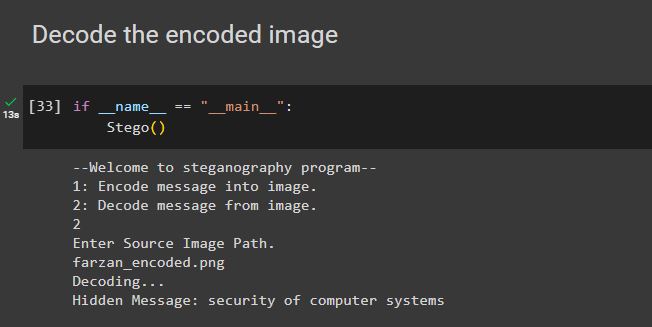 Decode the encoded image
[33] if __name__ == "__main__":
13s
Stego()
--Welcome to steganography program--
1: Encode message into image.
2: Decode message from image.
2
Enter Source Image Path.
farzan_encoded.png
Decoding...
Hidden Message: security of computer systems